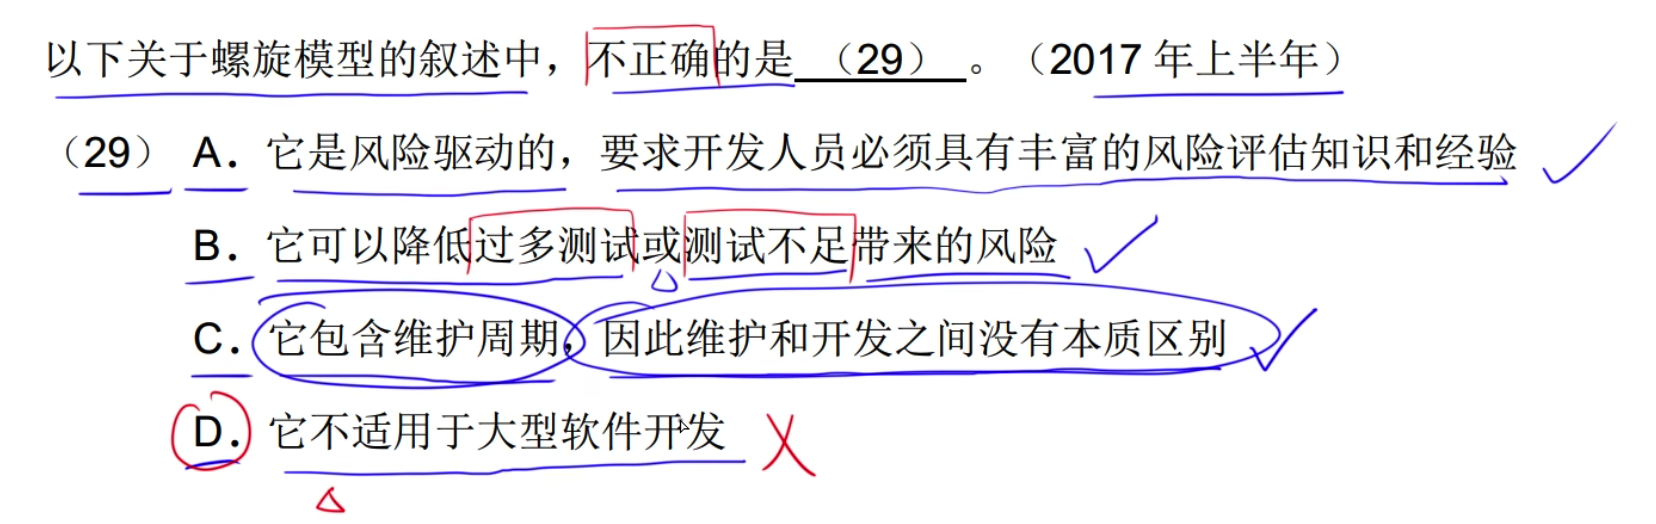 以下关于螺旋模型的叙述中，不正确的是 （29） 。（2017 年上半年）
（29） A．它是风险驱动的，要求开发人员必须具有丰富的风险评估知识和经验
B．它可以降低过多测试或测试不足带来的风险
C．它包含维护周期，因此维护和开发之间没有本质区别
D．它不适用于大型软件开发